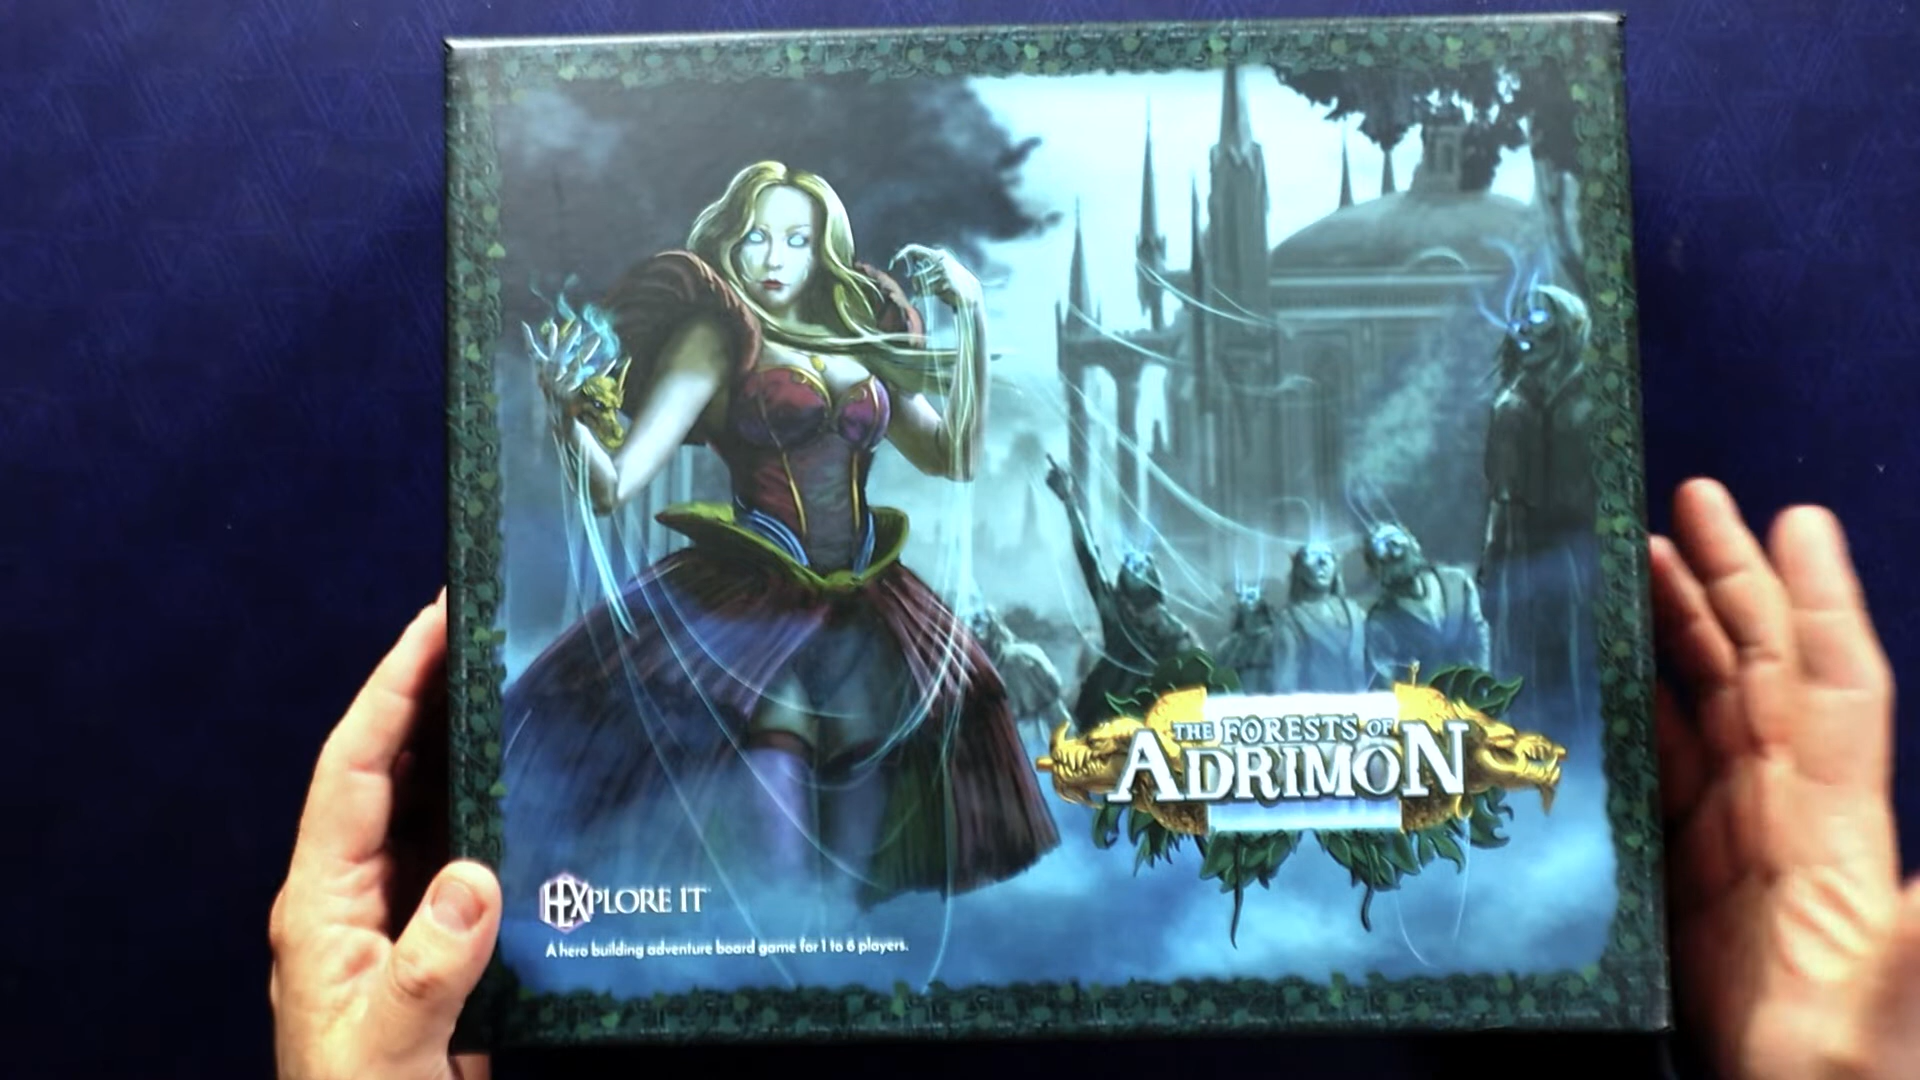 THE FORESTS OF
ADRIMON
HEXPLORE IT
A hero building adventure board game for 1 to 6 players.